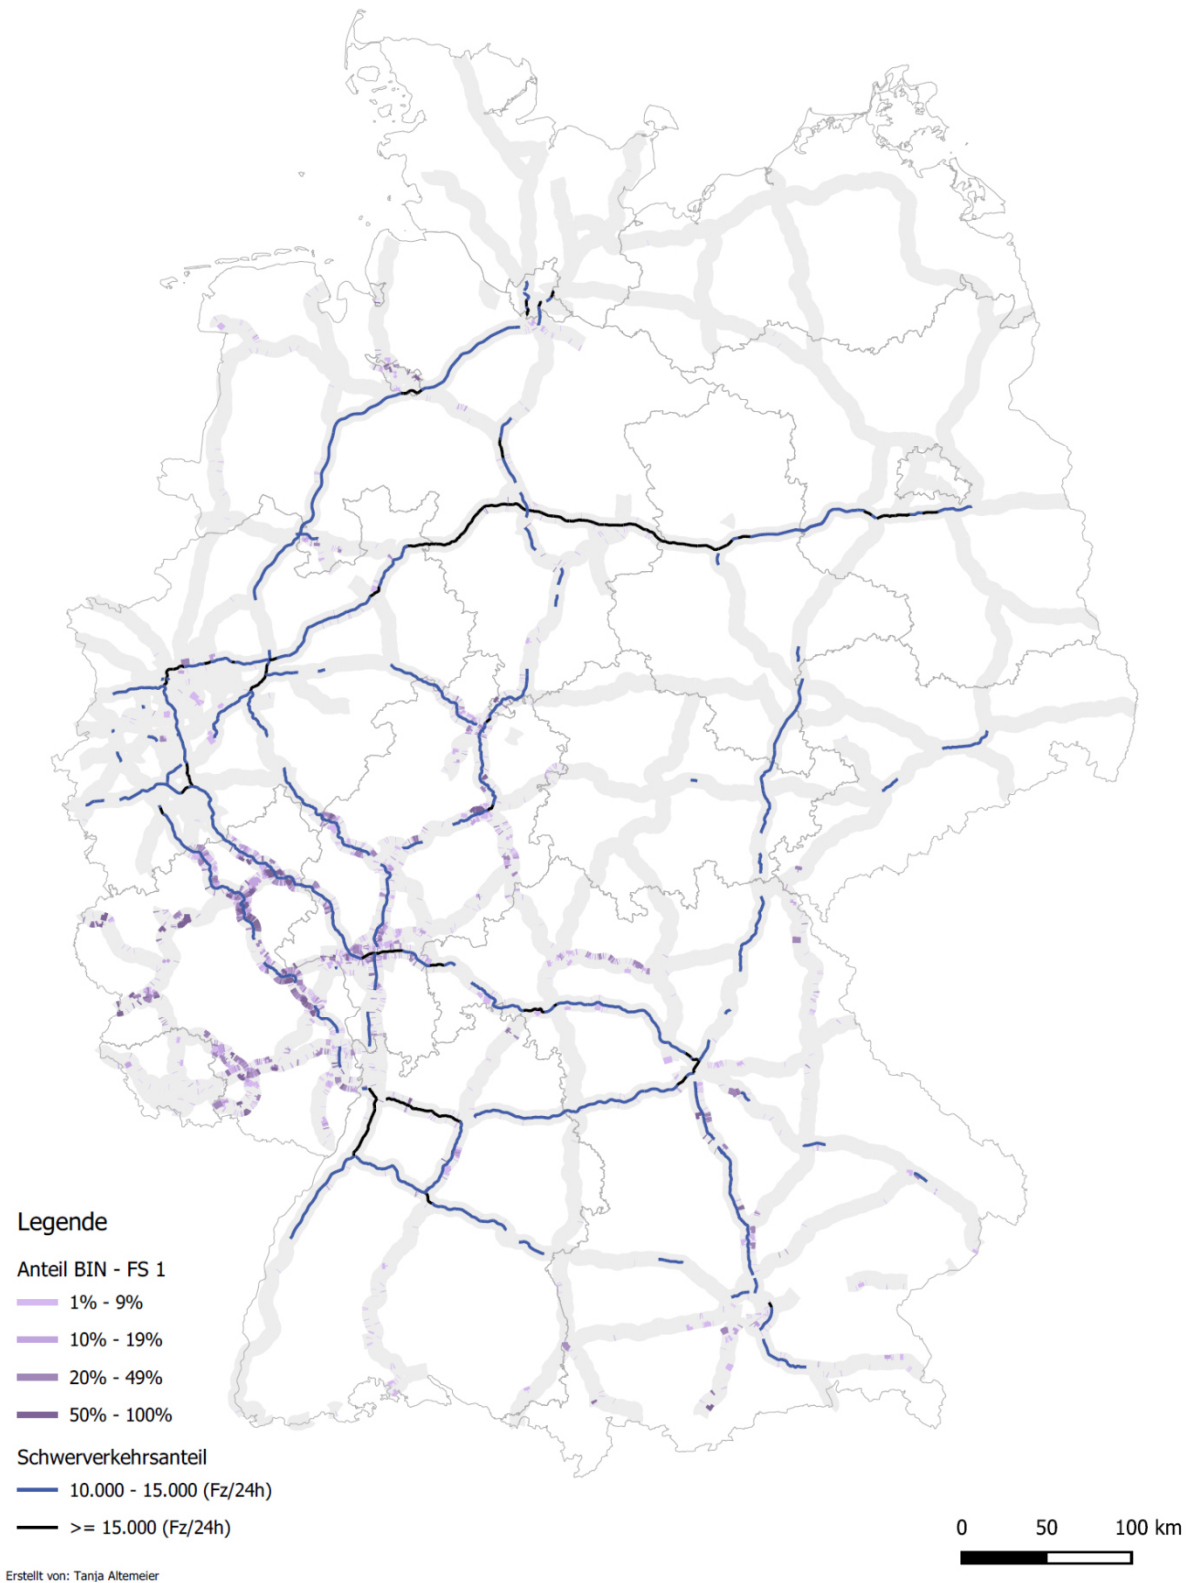 Legende
Anteil BIN - FS 1
1% - 9%
10% - 19%
20% - 49%
50% - 100%
Schwerverkehrsanteil
10.000 - 15.000 (Fz/24h)
>= 15.000 (Fz/24h)
0 50 100 km
Erstellt von: Tanja Altemeier